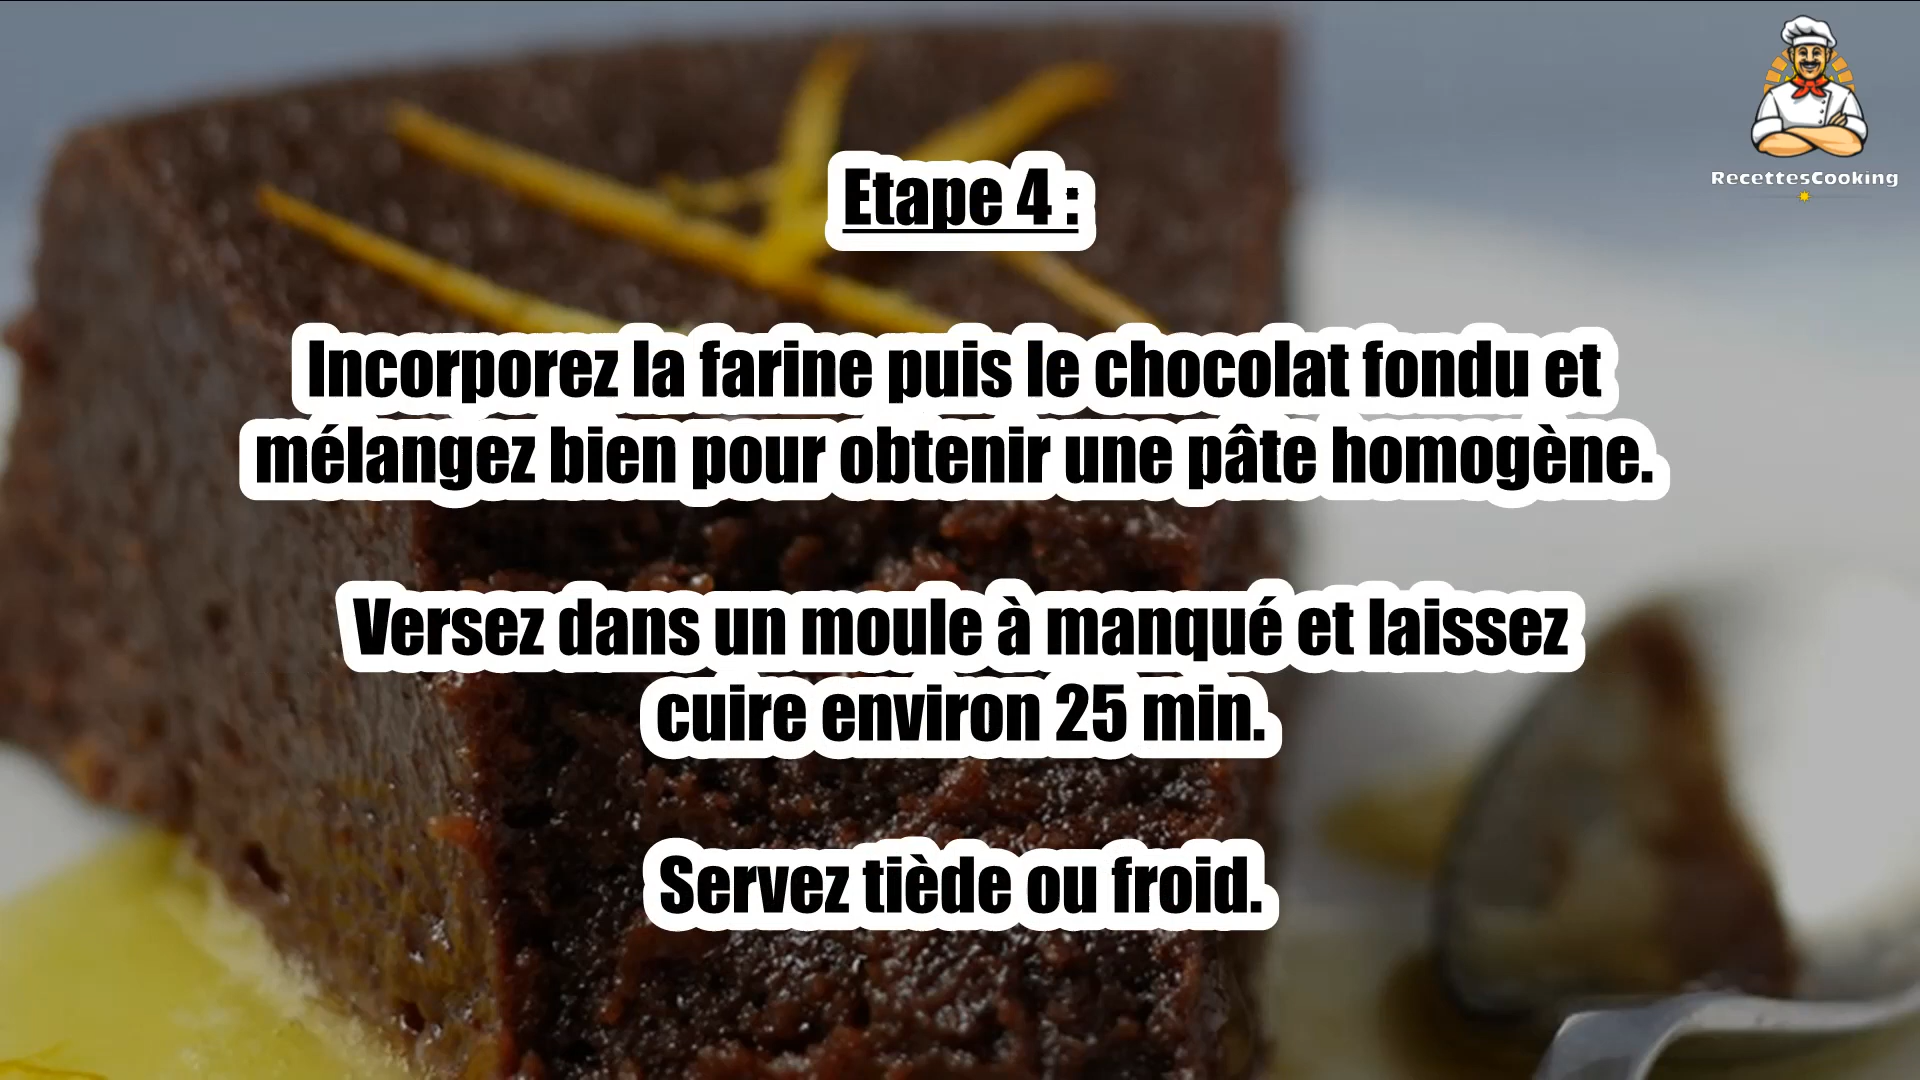 RecettesCooking
Etape 4 :
Incorporez la farine puis le chocolat fondu et
mélangez bien pour obtenir une pâte homogène.
Versez dans un moule à manqué et laissez
cuire environ 25 min.
Servez tiède ou froid.